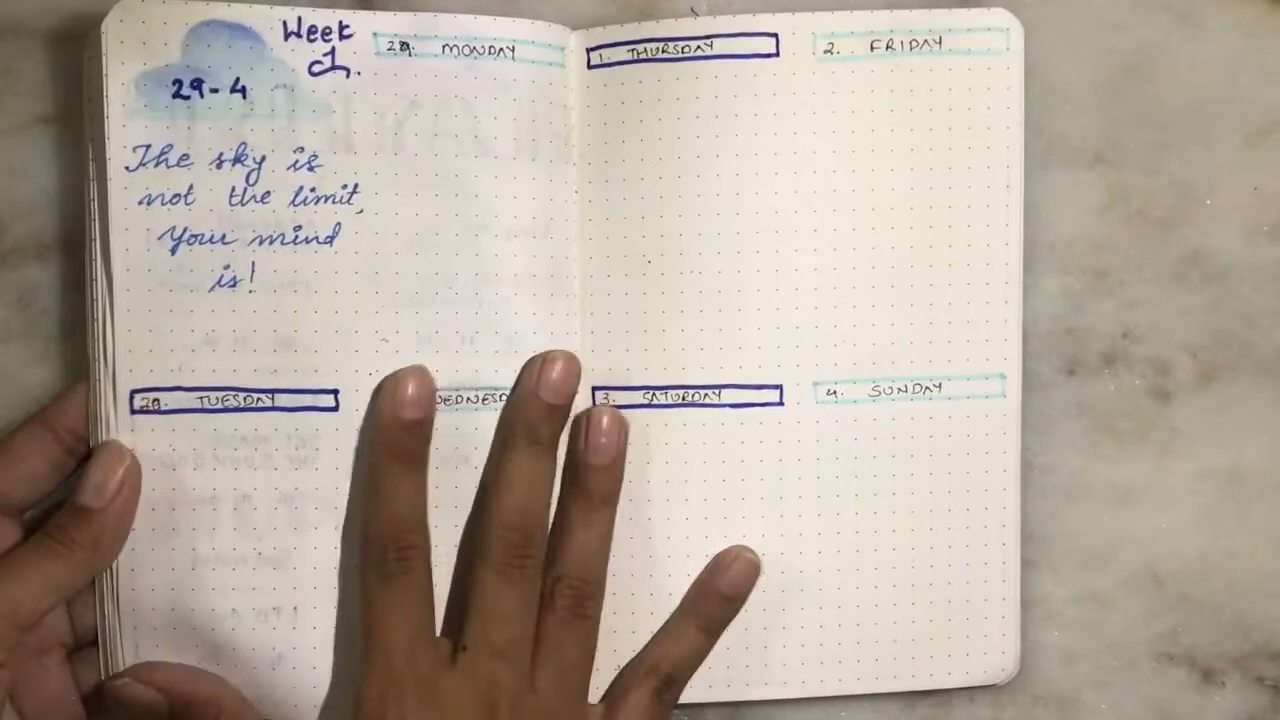 Week
1.
29-4
The sky is
not the limit,
Your mind
is!
29. MONDAY
TUESDAY
1. THURSDAY
2. FRIDAY
3. SATURDAY
4. SUNDAY